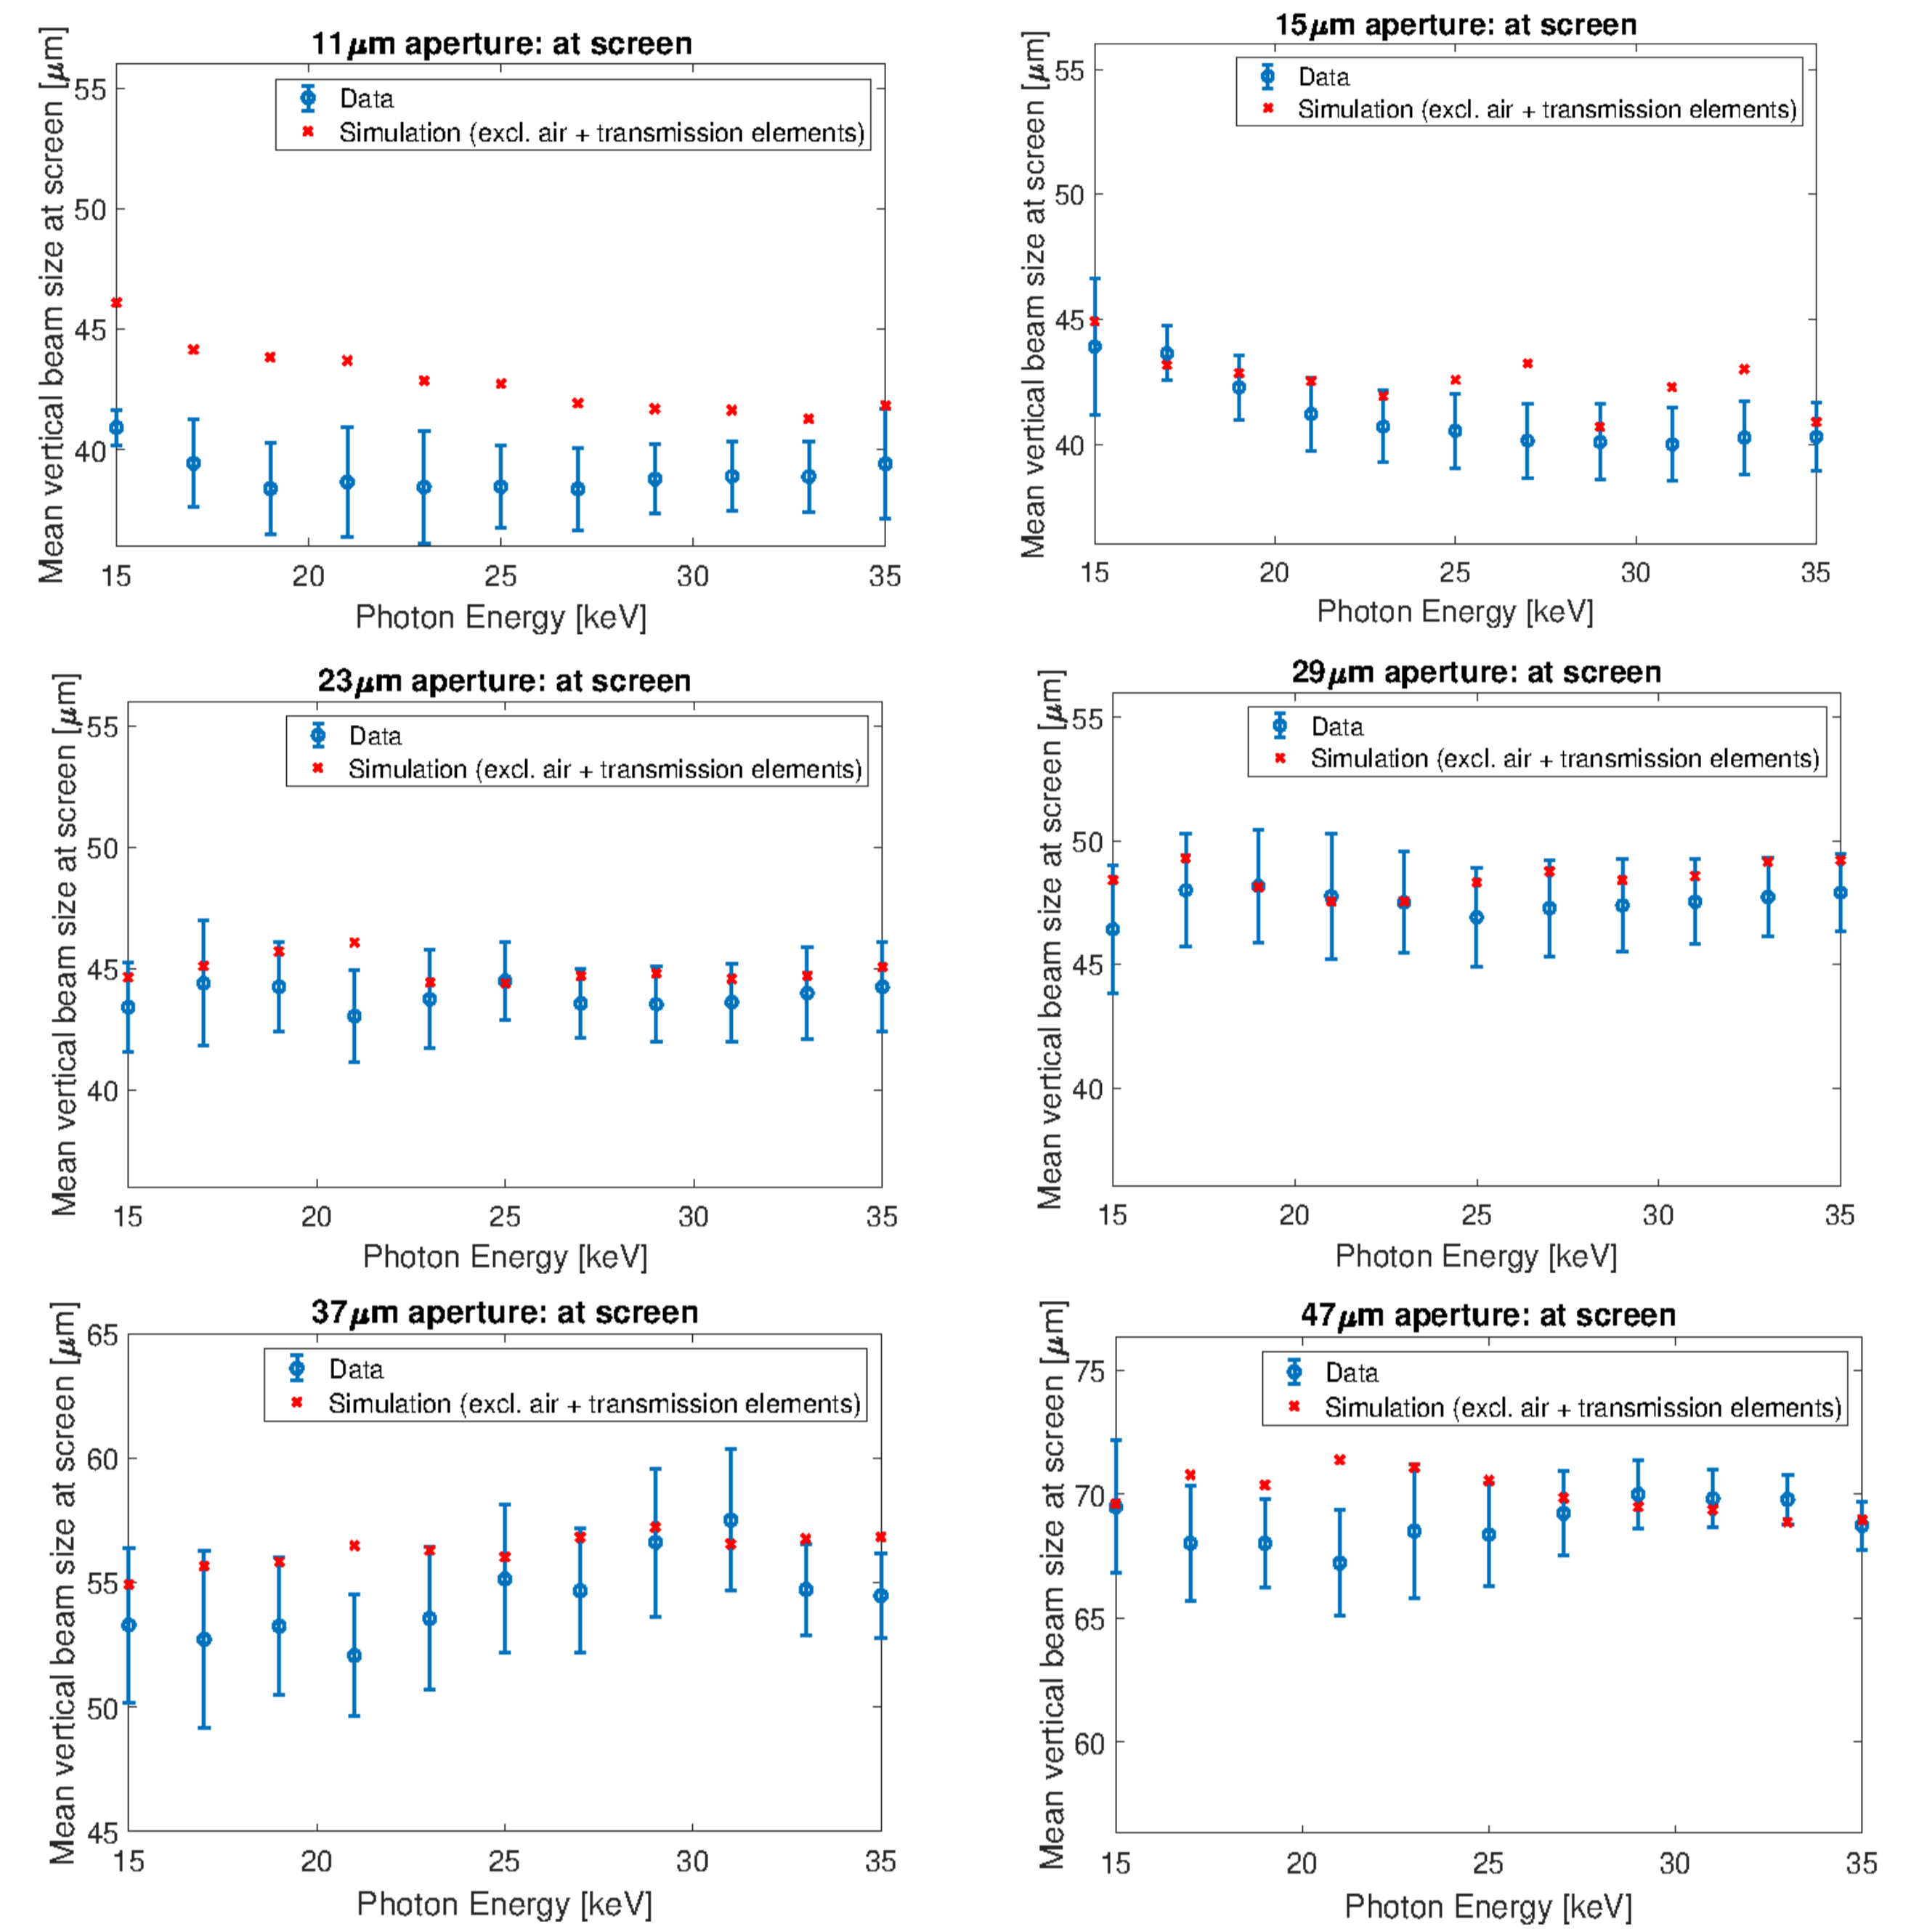 11μm aperture: at screen
Mean vertical beam size at screen [μm]
55
50
45
40
Data
Simulation (excl. air + transmission elements)
15 20 25 30 35
Photon Energy [keV]
15μm aperture: at screen
Mean vertical beam size at screen [μm]
55
50
45
40
Data
Simulation (excl. air + transmission elements)
15 20 25 30 35
Photon Energy [keV]
23μm aperture: at screen
Mean vertical beam size at screen [μm]
55
50
45
40
Data
Simulation (excl. air + transmission elements)
15 20 25 30 35
Photon Energy [keV]
29μm aperture: at screen
Mean vertical beam size at screen [μm]
55
50
45
40
Data
Simulation (excl. air + transmission elements)
15 20 25 30 35
Photon Energy [keV]
37μm aperture: at screen
Mean vertical beam size at screen [μm]
65
60
55
50
45
Data
Simulation (excl. air + transmission elements)
15 20 25 30 35
Photon Energy [keV]
47μm aperture: at screen
Mean vertical beam size at screen [μm]
75
70
65
60
Data
Simulation (excl. air + transmission elements)
15 20 25 30 35
Photon Energy [keV]